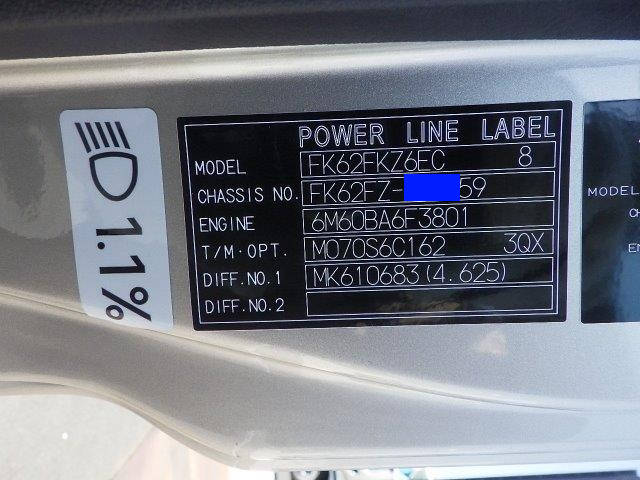 POWER LINE LABEL
MODEL FK62FKZ6EC 8
CHASSIS NO. FK62FZ-59
ENGINE 6M60BA6F3801
T/M·OPT. M070S6C162 3QX
DIFF.NO.1 MK610683(4.625)
DIFF.NO.2
1.1%
MODEL